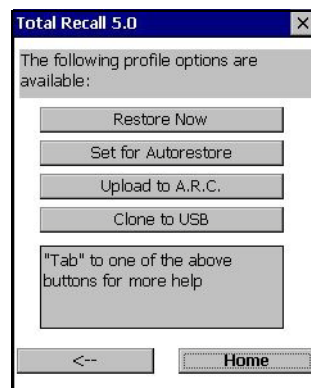 Total Recall 5.0
The following profile options are
available:
Restore Now
Set for Autorestore
Upload to A.R.C.
Clone to USB
"Tab" to one of the above
buttons for more help
<--
Home